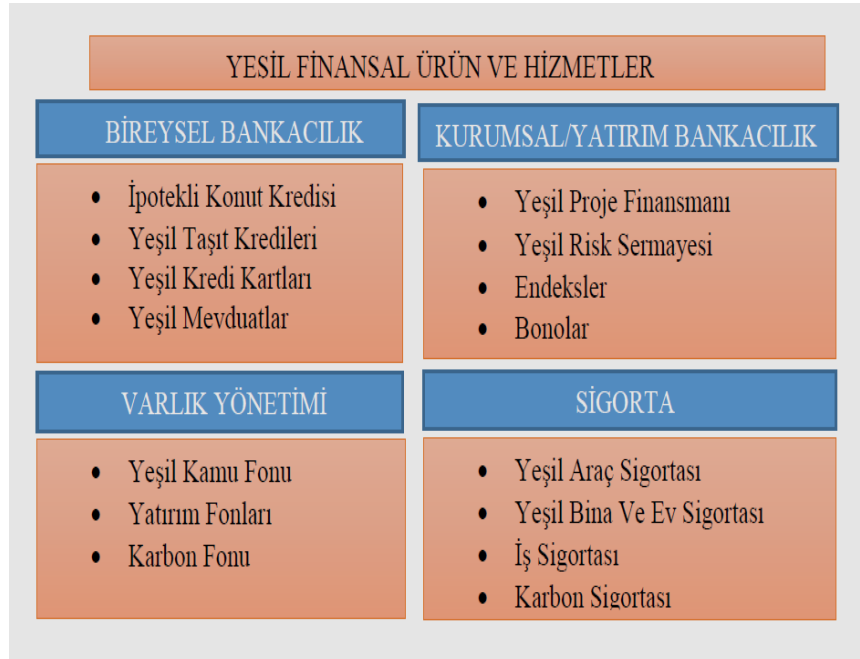 YEŞİL FİNANSAL ÜRÜN VE HİZMETLER
BİREYSEL BANKACILIK
• İpotekli Konut Kredisi
• Yeşil Taşıt Kredileri
• Yeşil Kredi Kartları
• Yeşil Mevduatlar
KURUMSAL/YATIRIM BANKACILIK
• Yeşil Proje Finansmanı
• Yeşil Risk Sermayesi
• Endeksler
• Bonolar
VARLIK YÖNETİMİ
• Yeşil Kamu Fonu
• Yatırım Fonları
• Karbon Fonu
SİGORTA
• Yeşil Araç Sigortası
• Yeşil Bina Ve Ev Sigortası
• İş Sigortası
• Karbon Sigortası